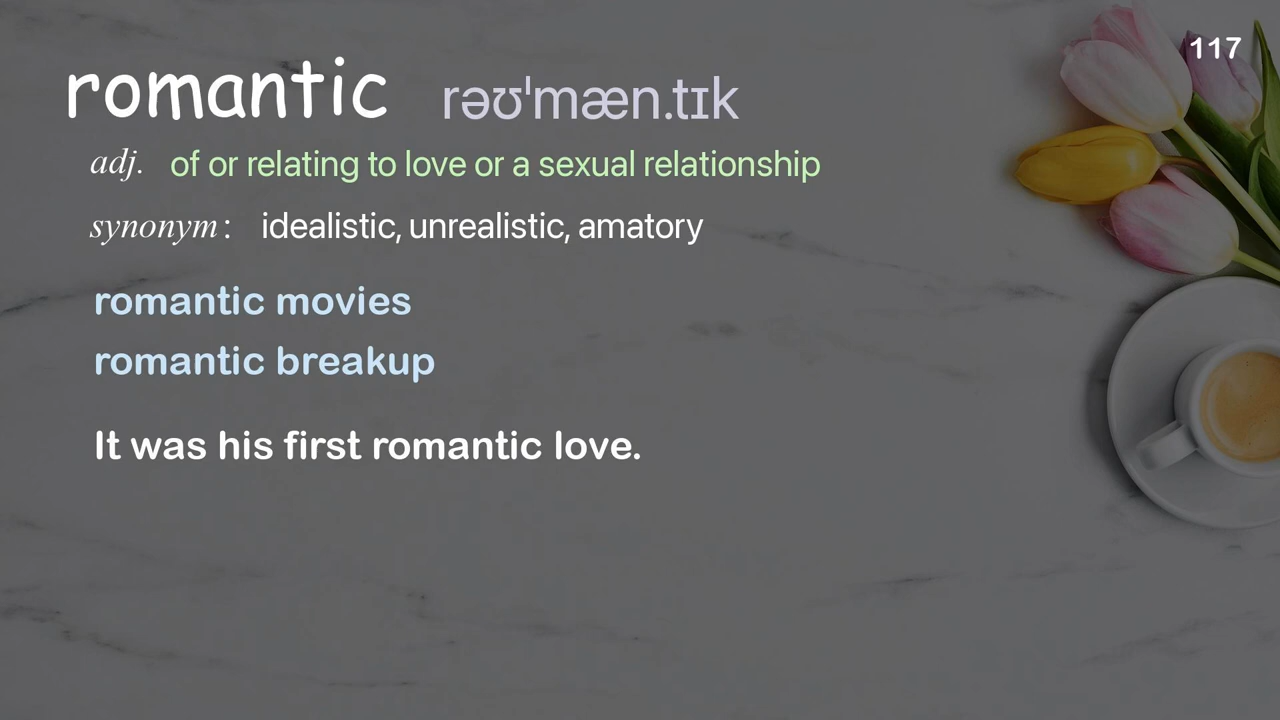 117
romantic rəʊˈmæn.tɪk
adj. of or relating to love or a sexual relationship
synonym: idealistic, unrealistic, amatory
romantic movies
romantic breakup
It was his first romantic love.